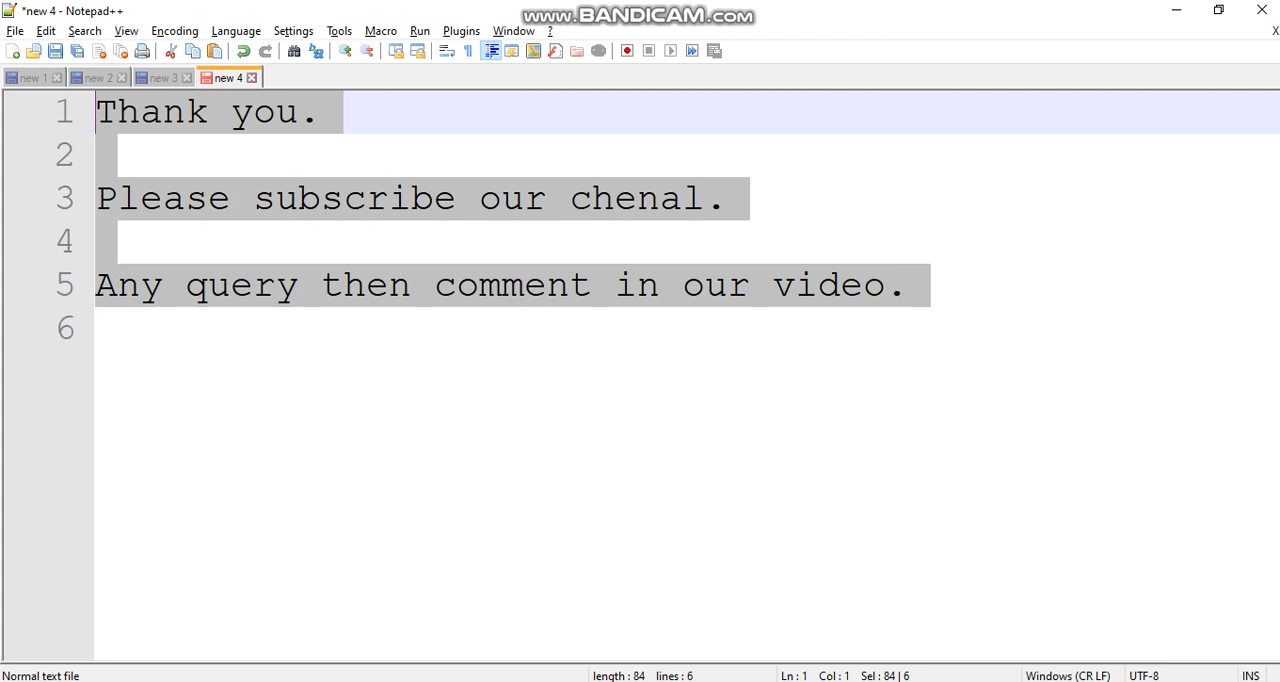 *new 4 - Notepad++
www.BANDICAM.com
File Edit Search View Encoding Language Settings Tools Macro Run Plugins Window ?
X
new 1 new 2 new 3 new 4
1 Thank you.
2
3 Please subscribe our chenal.
4
5 Any query then comment in our video.
6
Normal text file length : 84 lines : 6 Ln : 1 Col : 1 Sel : 84 | 6 Windows (CR LF) UTF-8 INS